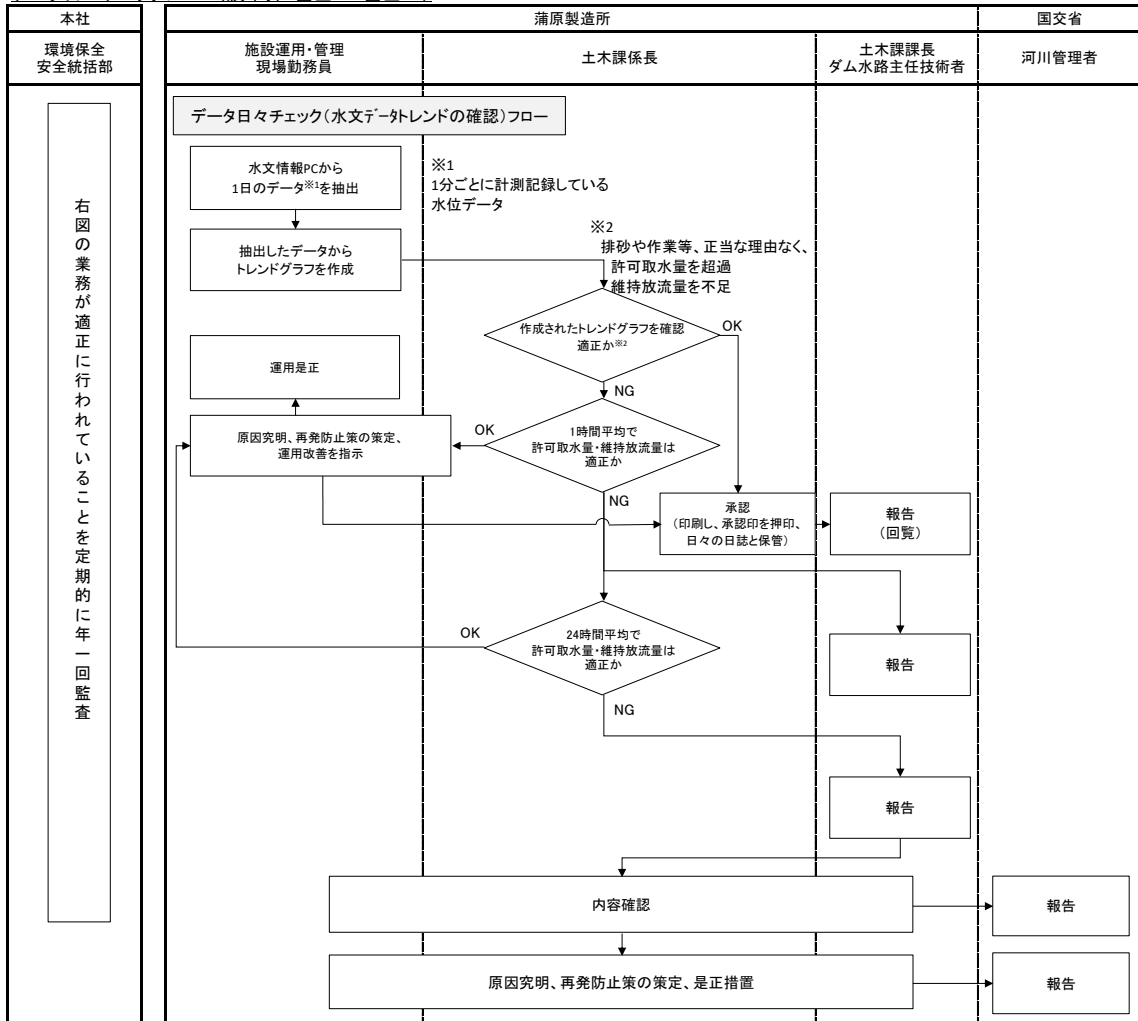 本社
蒲原製造所
国交省
環境保全
安全統括部
施設運用・管理
現場勤務員
土木課係長
土木課課長
ダム水路主任技術者
河川管理者
データ日々チェック（水文データトレンドの確認）フロー
水文情報PCから
1日のデータ※1を抽出
※1
1分ごとに計測記録している
水位データ
抽出したデータから
トレンドグラフを作成
※2
排砂や作業等、正当な理由なく、
許可取水量を超過
維持放流量を不足
作成されたトレンドグラフを確認
適正か※2
OK
NG
運用是正
原因究明、再発防止策の策定、
運用改善を指示
OK
1時間平均で
許可取水量・維持放流量は
適正か
NG
承認
（印刷し、承認印を押印、
日々の日誌と保管）
報告
（回覧）
OK
24時間平均で
許可取水量・維持放流量は
適正か
NG
報告
報告
内容確認
報告
原因究明、再発防止策の策定、是正措置
報告
右図の業務が適正に行われていることを定期的に年一回監査